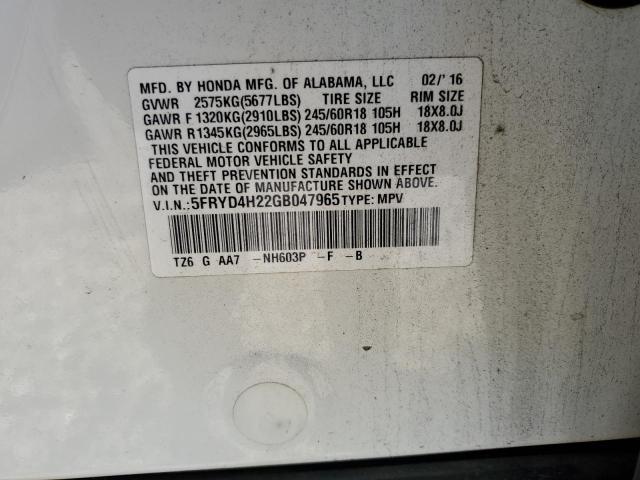 MFD. BY HONDA MFG. OF ALABAMA, LLC 02/'16
GVWR 2575KG(5677LBS) TIRE SIZE RIM SIZE
GAWR F 1320KG(2910LBS) 245/60R18 105H 18X8.0J
GAWR R 1345KG(2965LBS) 245/60R18 105H 18X8.0J
THIS VEHICLE CONFORMS TO ALL APPLICABLE
FEDERAL MOTOR VEHICLE SAFETY
AND THEFT PREVENTION STANDARDS IN EFFECT
ON THE DATE OF MANUFACTURE SHOWN ABOVE.
V.I.N.:5FRYD4H22GB047965 TYPE: MPV
TZ6 G AA7 -NH603P -F -B